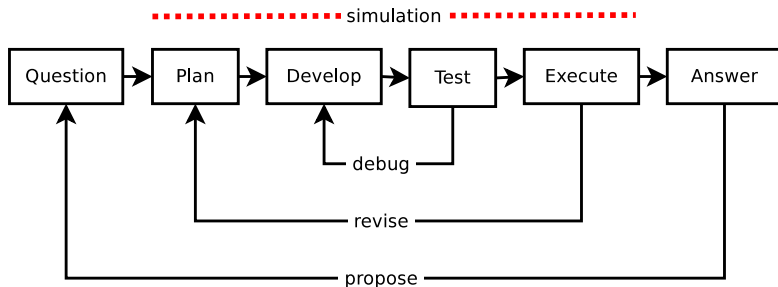 simulation
Question Plan Develop Test Execute Answer
debug
revise
propose